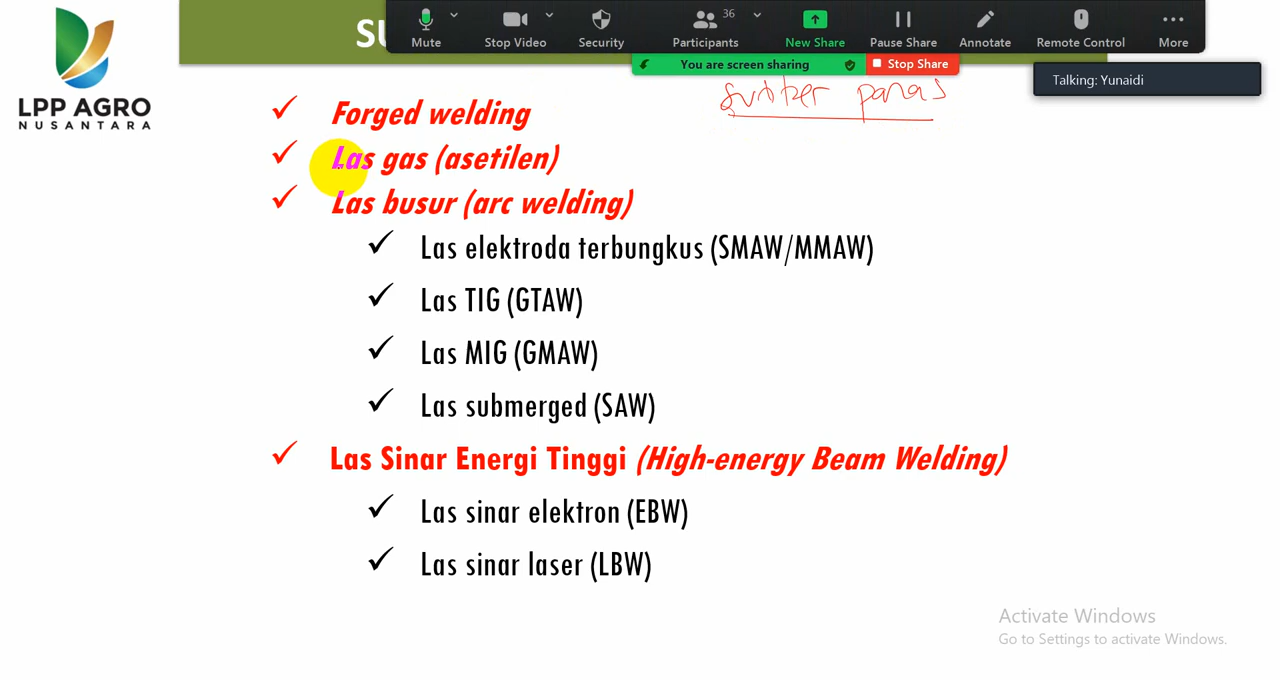 SU
36
Mute
Stop Video
Security
Participants
New Share
Pause Share
Annotate
Remote Control
More
You are screen sharing
Stop Share
Talking: Yunaidi
LPP AGRO
NUSANTARA
sumber panas
Forged welding
Las gas (asetilen)
Las busur (arc welding)
Las elektroda terbungkus (SMAW/MMAW)
Las TIG (GTAW)
Las MIG (GMAW)
Las submerged (SAW)
Las Sinar Energi Tinggi (High-energy Beam Welding)
Las sinar elektron (EBW)
Las sinar laser (LBW)
Activate Windows
Go to Settings to activate Windows.